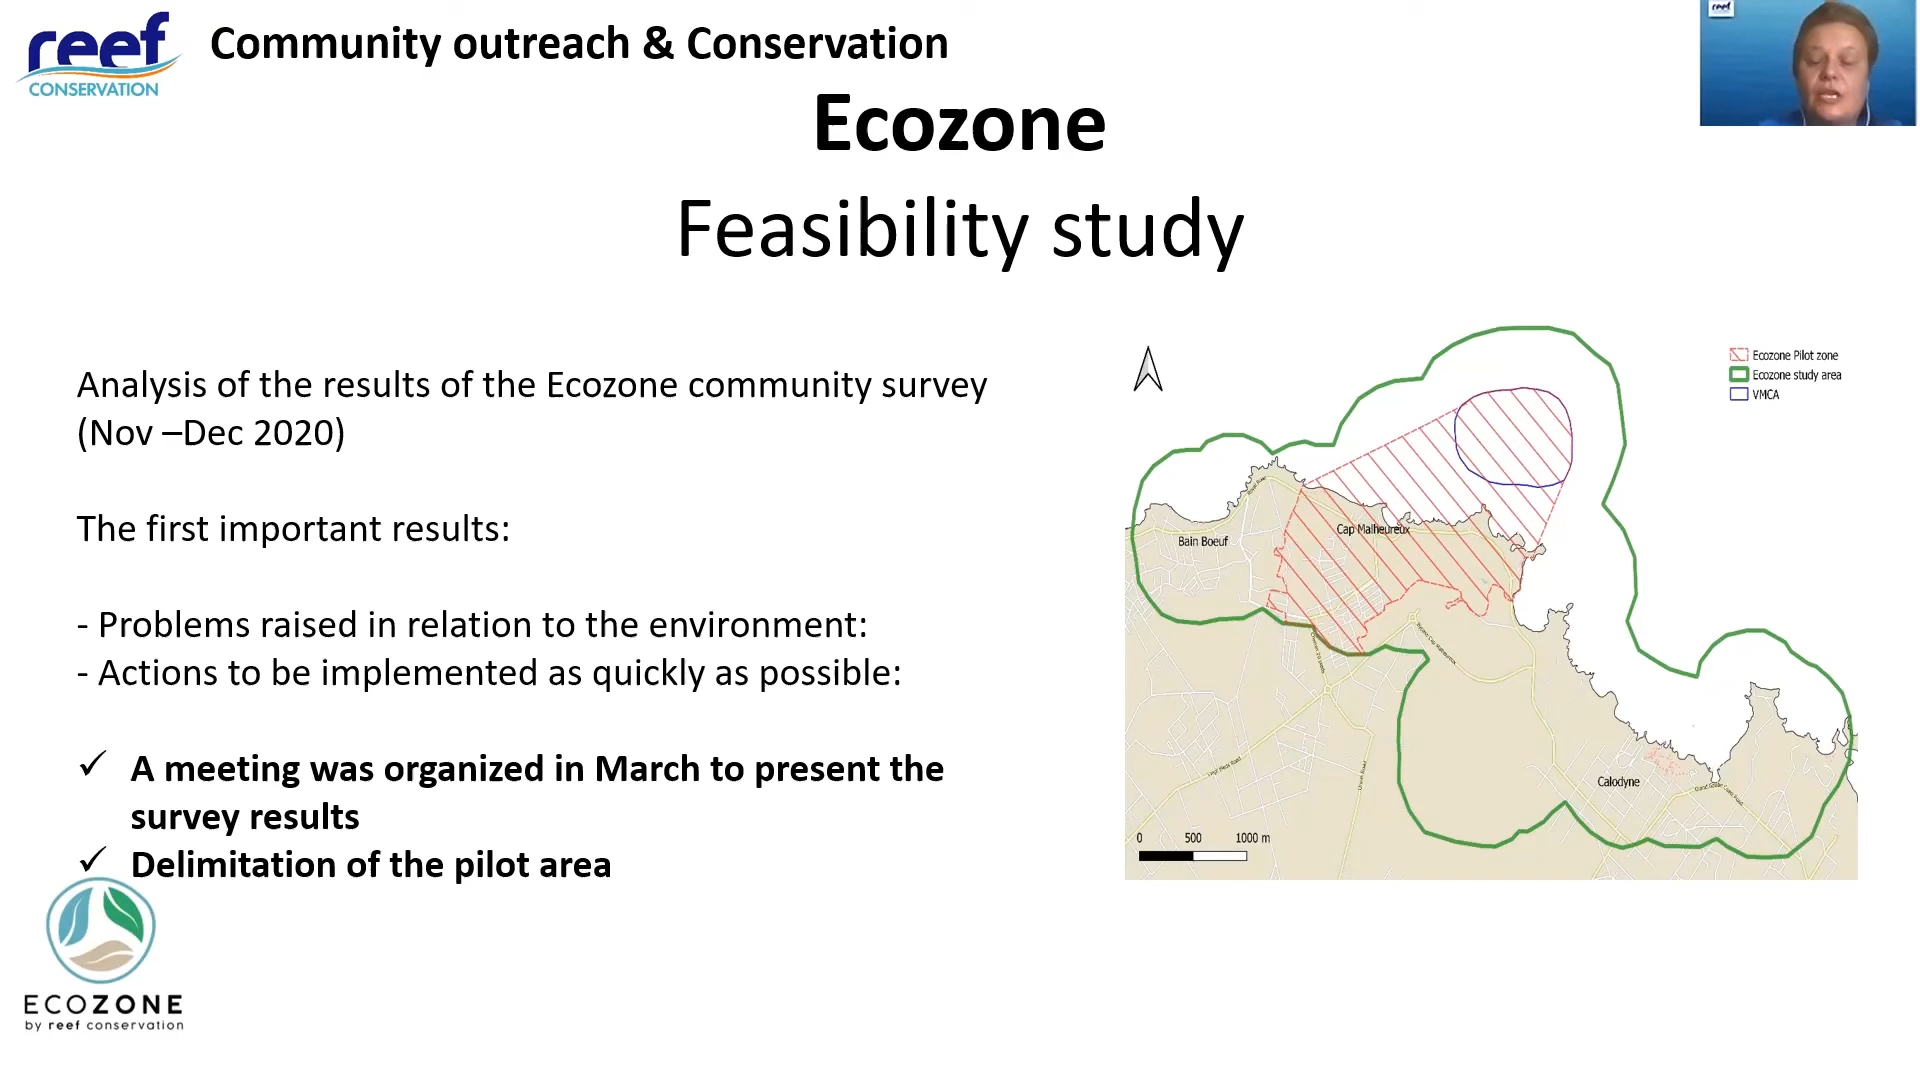 reef
CONSERVATION
Community outreach & Conservation
reef
Ecozone
Feasibility study
Analysis of the results of the Ecozone community survey
(Nov –Dec 2020)
The first important results:
- Problems raised in relation to the environment:
- Actions to be implemented as quickly as possible:
✓ A meeting was organized in March to present the
survey results
✓ Delimitation of the pilot area
Ecozone Pilot zone
Ecozone study area
VMCA
Cap Malheureux
Bain Boeuf
Calodyne
0 500 1000 m
ECOZONE
by reef conservation